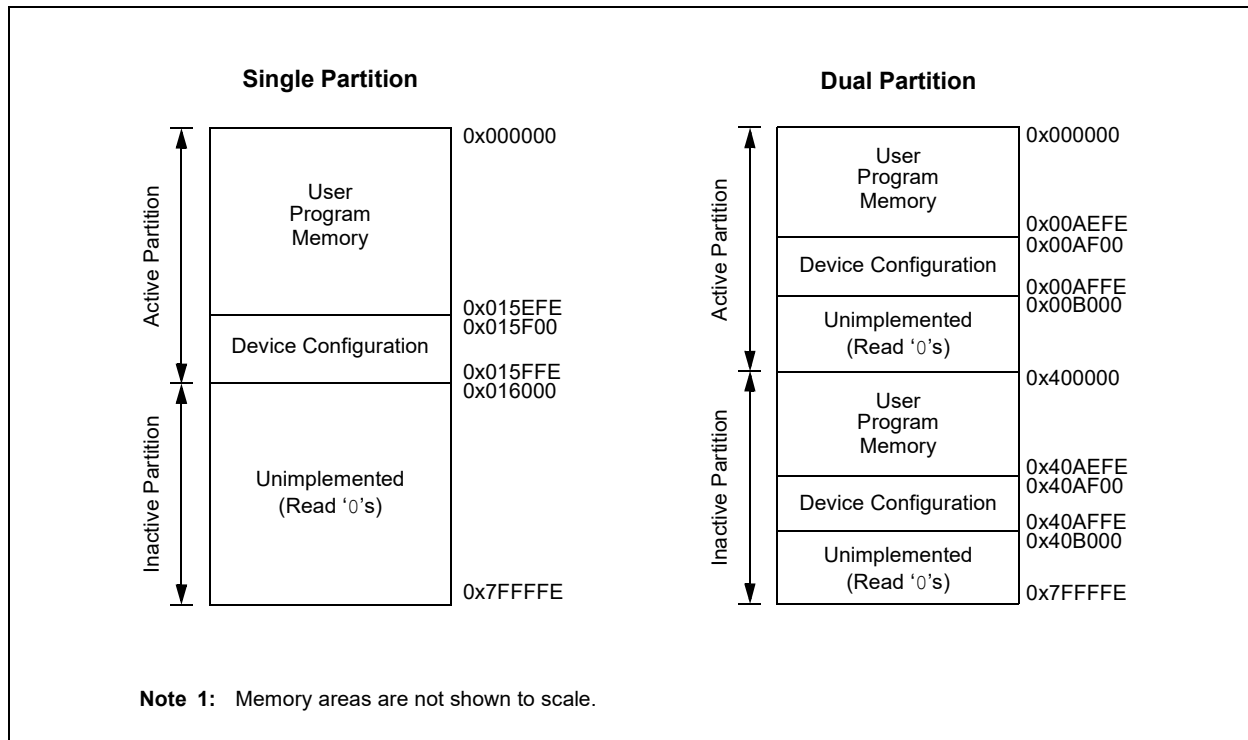 Single Partition
Active Partition
Inactive Partition
0x000000
User
Program
Memory
0x015EFE
0x015F00
Device Configuration
0x015FFE
0x016000
Unimplemented
(Read ‘0’s)
0x7FFFFE
Dual Partition
Active Partition
Inactive Partition
0x000000
User
Program
Memory
0x00AEFE
0x00AF00
Device Configuration
0x00AFFE
0x00B000
Unimplemented
(Read ‘0’s)
0x400000
User
Program
Memory
0x40AEFE
0x40AF00
Device Configuration
0x40AFFE
0x40B000
Unimplemented
(Read ‘0’s)
0x7FFFFE
Note 1: Memory areas are not shown to scale.